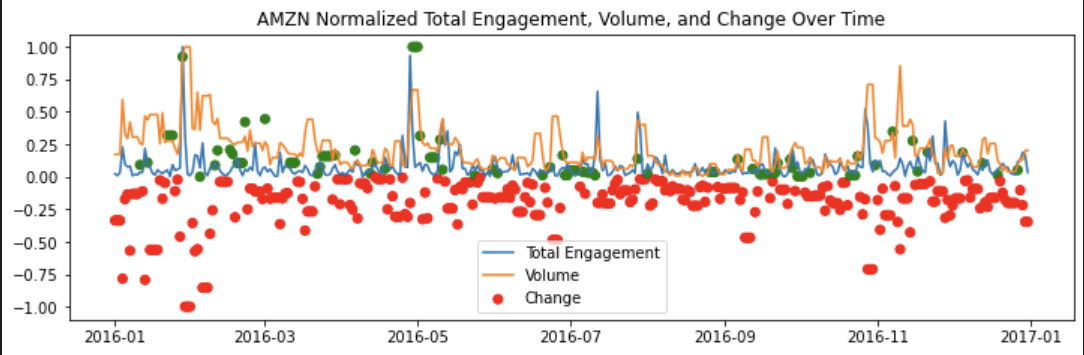 AMZN Normalized Total Engagement, Volume, and Change Over Time
1.00
0.75
0.50
0.25
0.00
−0.25
−0.50
−0.75
−1.00
Total Engagement
Volume
Change
2016-01 2016-03 2016-05 2016-07 2016-09 2016-11 2017-01